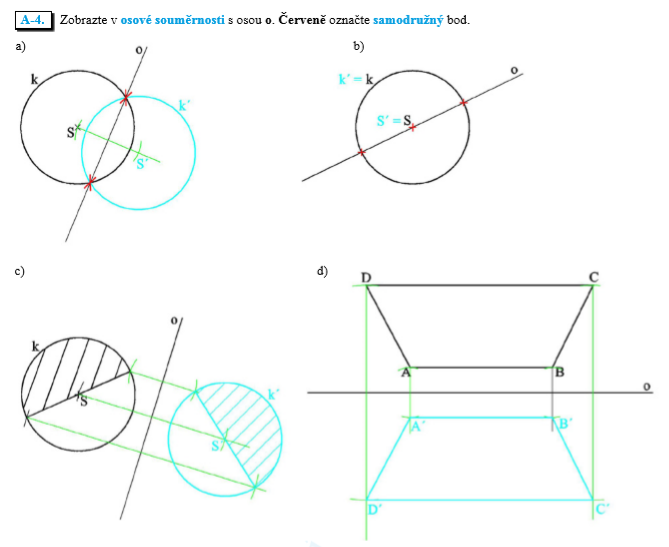 A-4. Zobrazte v osové souměrnosti s osou o. Červeně označte samodružný bod.
a)
o
k
k´
S
S´
b)
o
k´= k
S´= S
c)
o
k
k´
S
S
d)
D
C
A
B
o
A´
B´
D´
C´